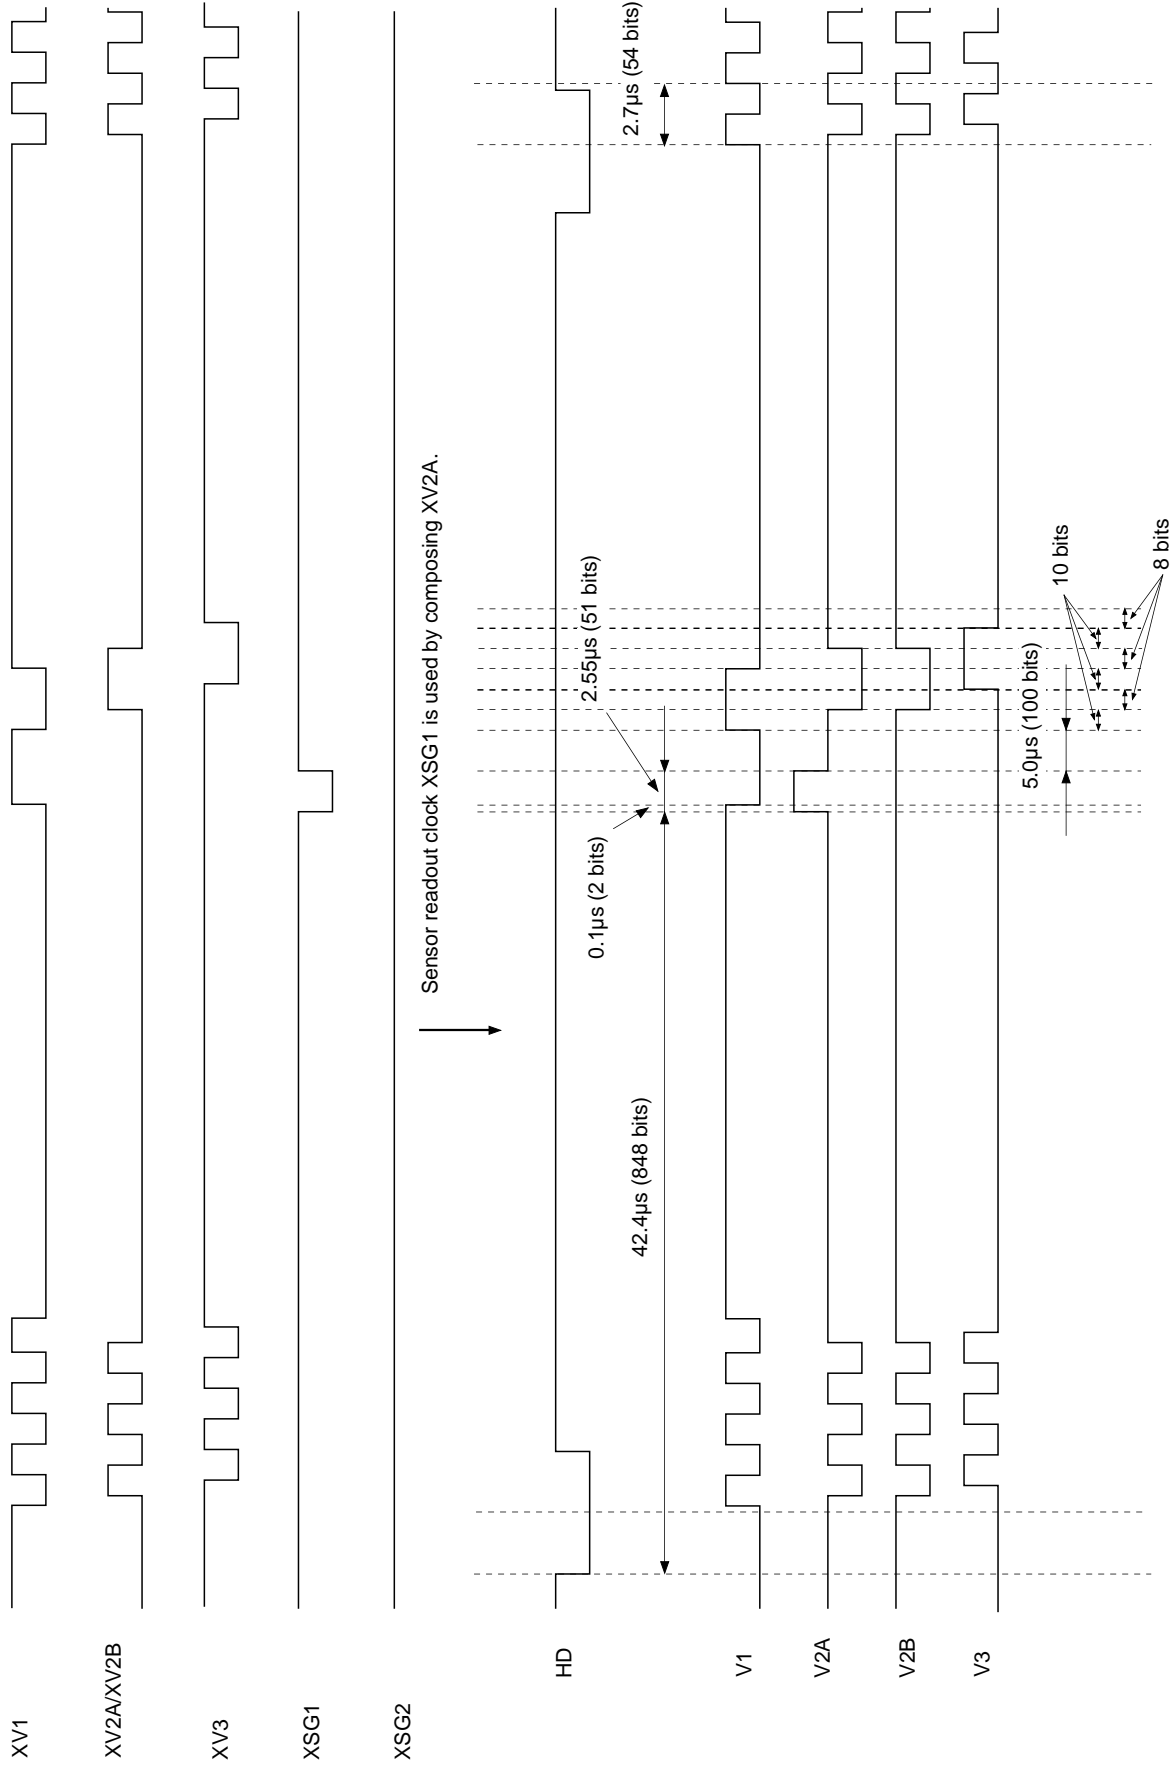 XV1
XV2A/XV2B
XV3
XSG1
XSG2
Sensor readout clock XSG1 is used by composing XV2A.
HD
2.7µs (54 bits)
2.55µs (51 bits)
0.1µs (2 bits)
42.4µs (848 bits)
V1
V2A
V2B
V3
5.0µs (100 bits)
10 bits
8 bits